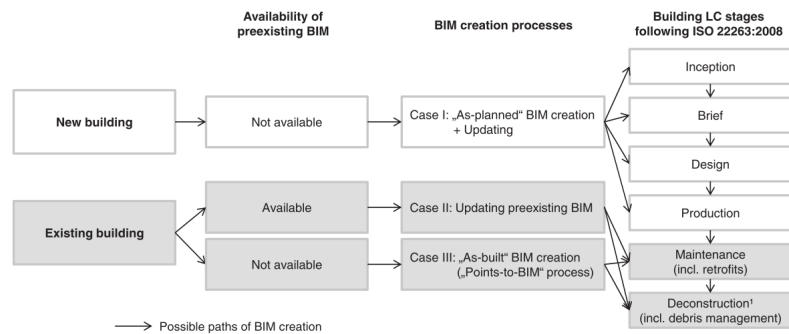 Availability of
preexisting BIM
BIM creation processes
Building LC stages
following ISO 22263:2008
New building
Not available
Case I: „As-planned“ BIM creation
+ Updating
Inception
Brief
Design
Production
Existing building
Available
Case II: Updating preexisting BIM
Not available
Case III: „As-built“ BIM creation
(„Points-to-BIM“ process)
Maintenance
(incl. retrofits)
Deconstruction¹
(incl. debris management)
Possible paths of BIM creation